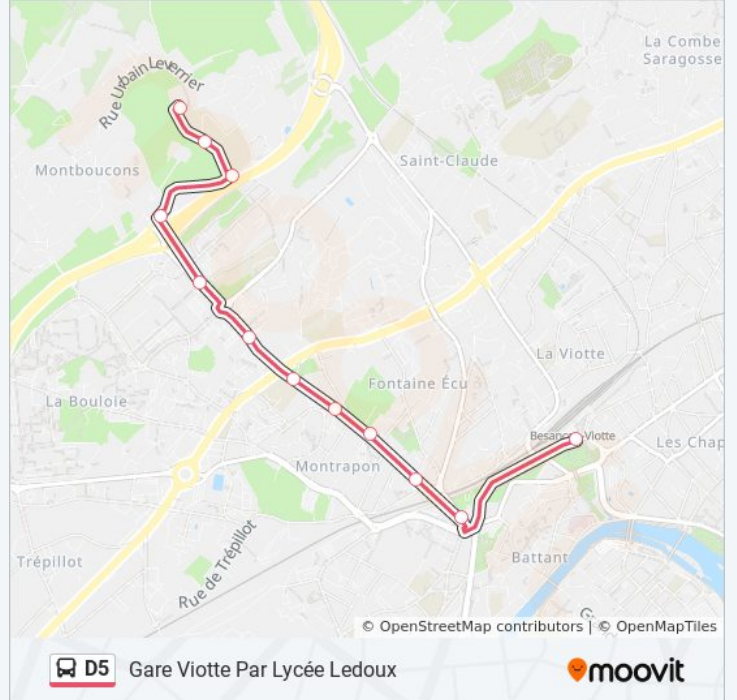 La Combe
Saragosse
Rue Urbain Leverrier
Montboucons
Saint-Claude
La Viotte
Fontaine Écu
La Bouloie
Besançon Viotte
Les Chap
Montrapon
Trépillot
Rue de Trépillot
Battant
© OpenStreetMap contributors | © OpenMapTiles
D5 Gare Viotte Par Lycée Ledoux
moovit